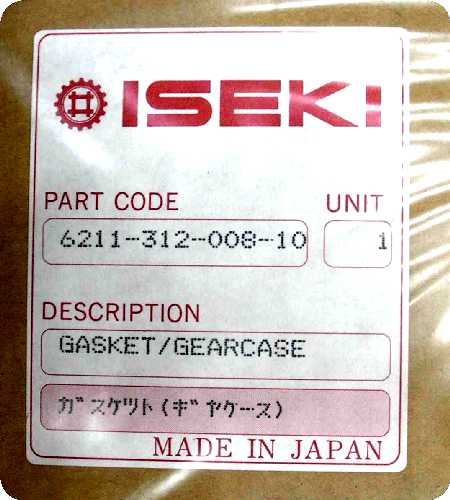 ISEKI
PART CODE UNIT
6211-312-008-10 1
DESCRIPTION
GASKET/GEARCASE
ガスケツト(ギヤケース)
MADE IN JAPAN